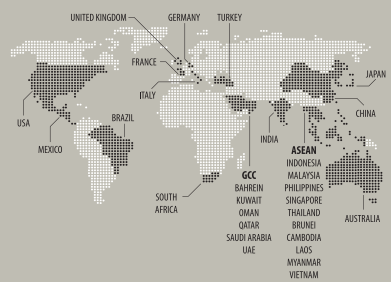 UNITED KINGDOM
GERMANY
TURKEY
FRANCE
ITALY
JAPAN
USA
BRAZIL
CHINA
MEXICO
INDIA
SOUTH
AFRICA
GCC
BAHREIN
KUWAIT
OMAN
QATAR
SAUDI ARABIA
UAE
ASEAN
INDONESIA
MALAYSIA
PHILIPPINES
SINGAPORE
THAILAND
BRUNEI
CAMBODIA
LAOS
MYANMAR
VIETNAM
AUSTRALIA